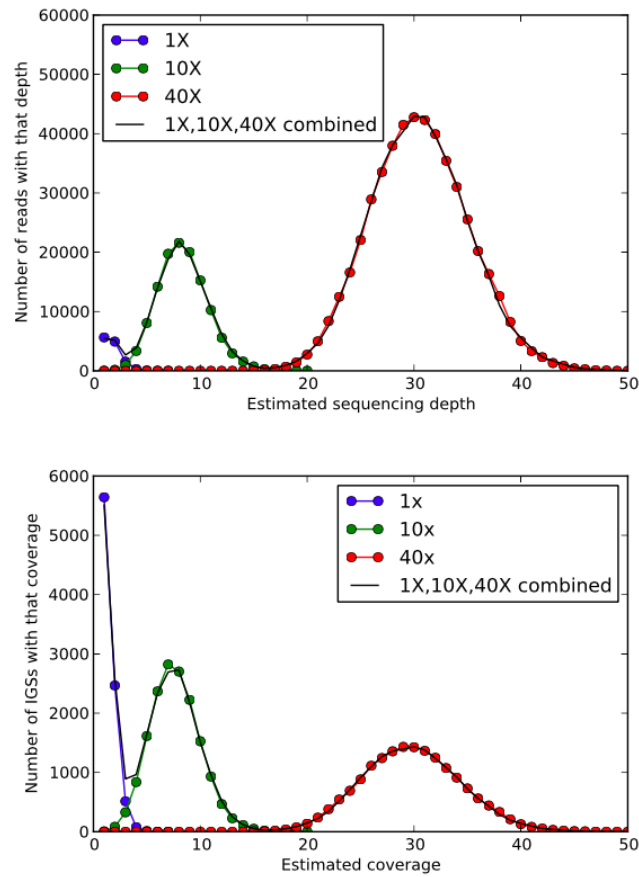 60000
50000
40000
30000
20000
10000
0
Number of reads with that depth
1X
10X
40X
1X,10X,40X combined
0 10 20 30 40 50
Estimated sequencing depth
6000
5000
4000
3000
2000
1000
0
Number of IGSs with that coverage
1x
10x
40x
1X,10X,40X combined
0 10 20 30 40 50
Estimated coverage